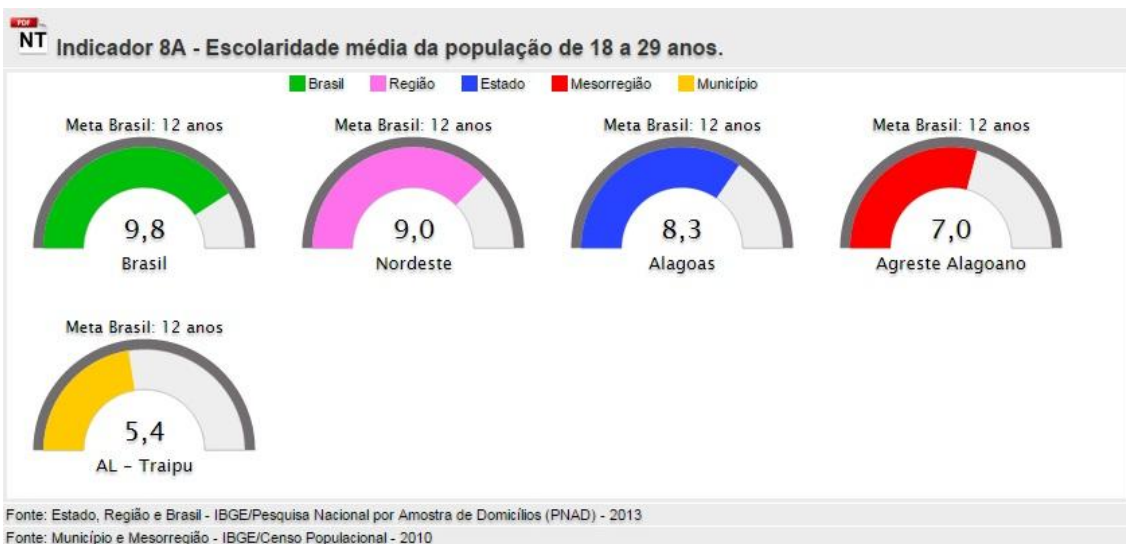 PDF
NT Indicador 8A - Escolaridade média da população de 18 a 29 anos.
Brasil Região Estado Mesorregião Município
Meta Brasil: 12 anos Meta Brasil: 12 anos Meta Brasil: 12 anos Meta Brasil: 12 anos
9,8 9,0 8,3 7,0
Brasil Nordeste Alagoas Agreste Alagoano
Meta Brasil: 12 anos
5,4
AL – Traipu
Fonte: Estado, Região e Brasil - IBGE/Pesquisa Nacional por Amostra de Domicílios (PNAD) - 2013
Fonte: Município e Mesorregião - IBGE/Censo Populacional - 2010